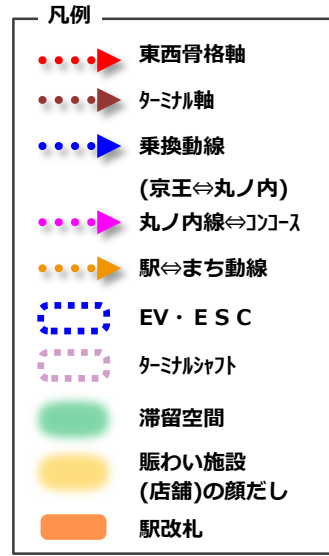 凡例
東西骨格軸
ﾀｰﾐﾅﾙ軸
乗換動線
(京王⇔丸ノ内)
丸ノ内線⇔ｺﾝｺｰｽ
駅⇔まち動線
EV・ＥＳＣ
ﾀｰﾐﾅﾙｼｬﾌﾄ
滞留空間
賑わい施設
(店舗)の顔だし
駅改札